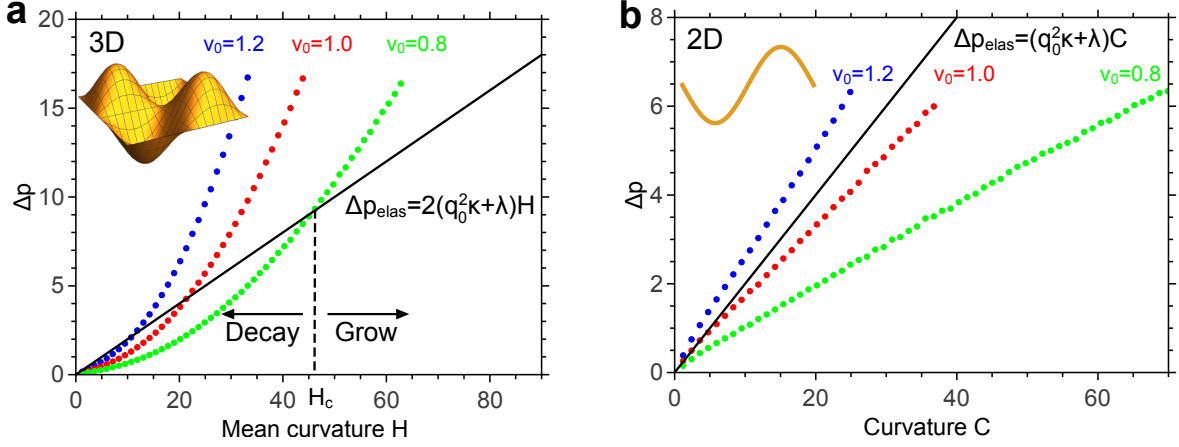 a
3D
v₀=1.2
v₀=1.0
v₀=0.8
Δp
20
15
10
5
0
Δp_elas=2(q₀²κ+λ)H
Decay
Grow
0
20
40
60
80
H_c
Mean curvature H
b
2D
Δp_elas=(q₀²κ+λ)C
v₀=1.2
v₀=1.0
v₀=0.8
Δp
8
6
4
2
0
0
20
40
60
Curvature C